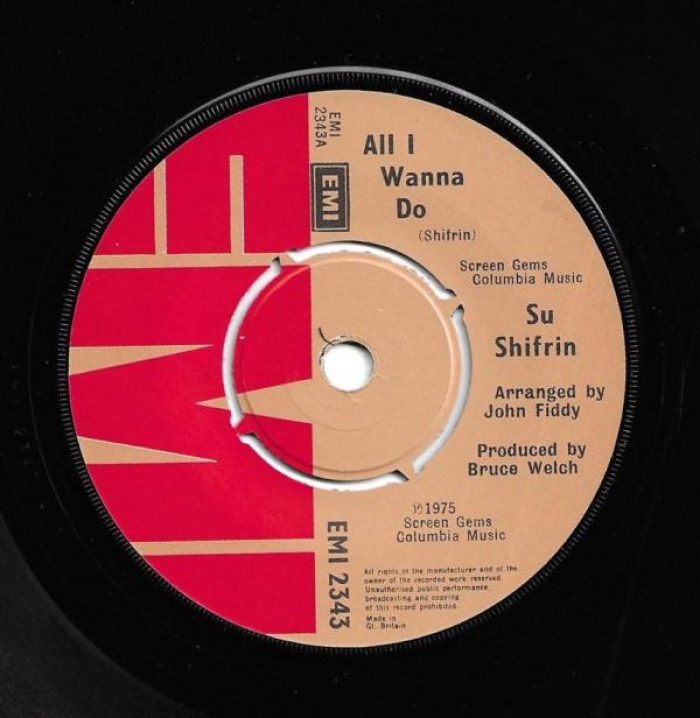 EMI
2343A
EMI
All I
Wanna
Do
(Shifrin)
Screen Gems
Columbia Music
Su
Shifrin
Arranged by
John Fiddy
Produced by
Bruce Welch
℗1975
Screen Gems
Columbia Music
EMI 2343
All rights of the manufacturer and of the
owner of the recorded work reserved.
Unauthorised public performance,
broadcasting and copying
of this record prohibited.
Made in
Gt. Britain
EMI